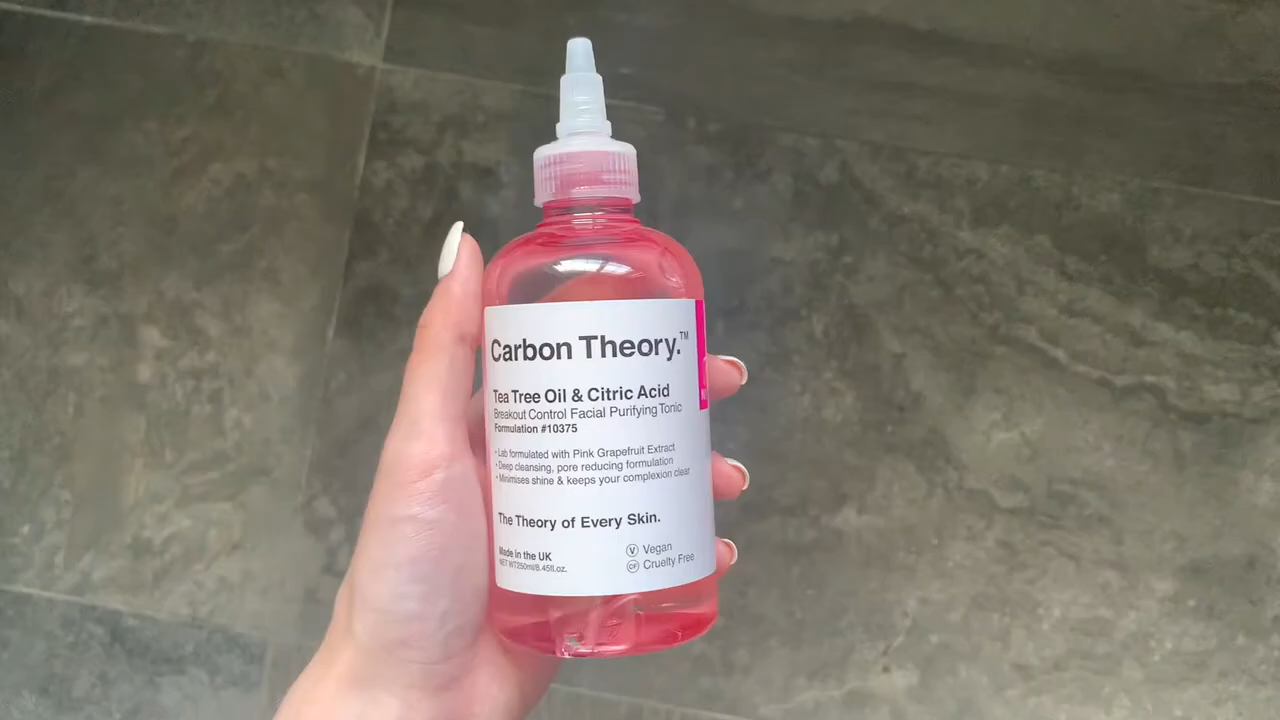 Carbon Theory.™
Tea Tree Oil & Citric Acid
Breakout Control Facial Purifying Tonic
Formulation #10375
• Lab formulated with Pink Grapefruit Extract
• Deep cleansing, pore reducing formulation
• Minimises shine & keeps your complexion clear
The Theory of Every Skin.
Made in the UK
NET WT250ml/8.45fl.oz.
V Vegan
CF Cruelty Free